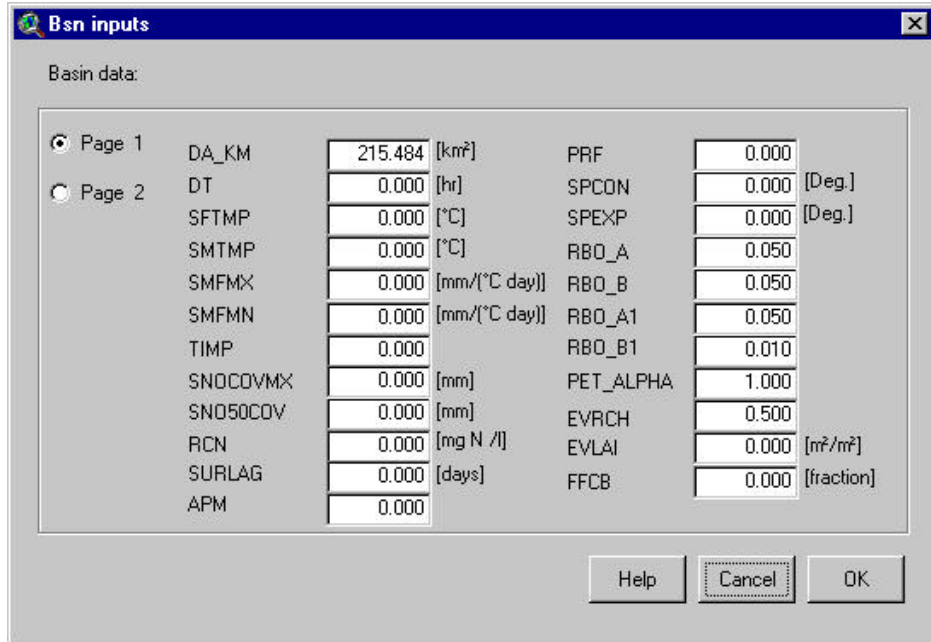 Bsn inputs
Basin data:
Page 1
Page 2
DA_KM 215.484 [km²]
DT 0.000 [hr]
SFTMP 0.000 [°C]
SMTMP 0.000 [°C]
SMFMX 0.000 [mm/(°C day)]
SMFMN 0.000 [mm/(°C day)]
TIMP 0.000
SNOCOVMX 0.000 [mm]
SNO50COV 0.000 [mm]
RCN 0.000 [mg N /l]
SURLAG 0.000 [days]
APM 0.000
PRF 0.000
SPCON 0.000 [Deg.]
SPEXP 0.000 [Deg.]
RBO_A 0.050
RBO_B 0.050
RBO_A1 0.050
RBO_B1 0.010
PET_ALPHA 1.000
EVRCH 0.500
EVLAI 0.000 [m²/m²]
FFCB 0.000 [fraction]
Help Cancel OK